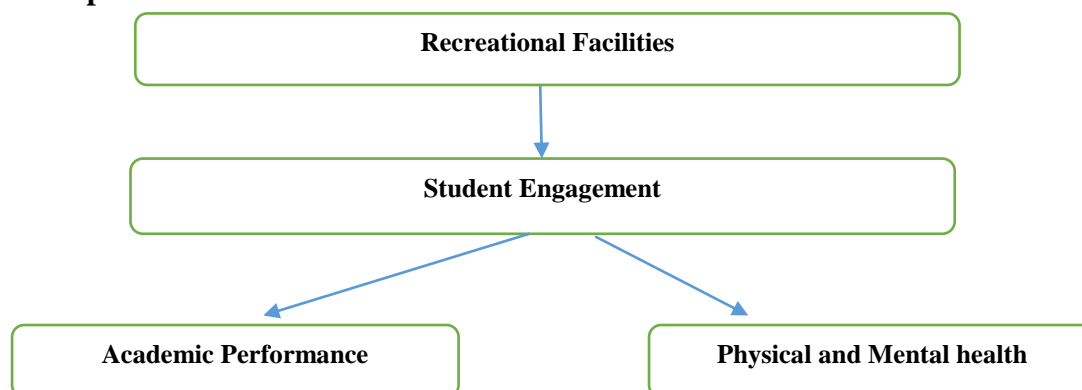 Recreational Facilities
Student Engagement
Academic Performance
Physical and Mental health